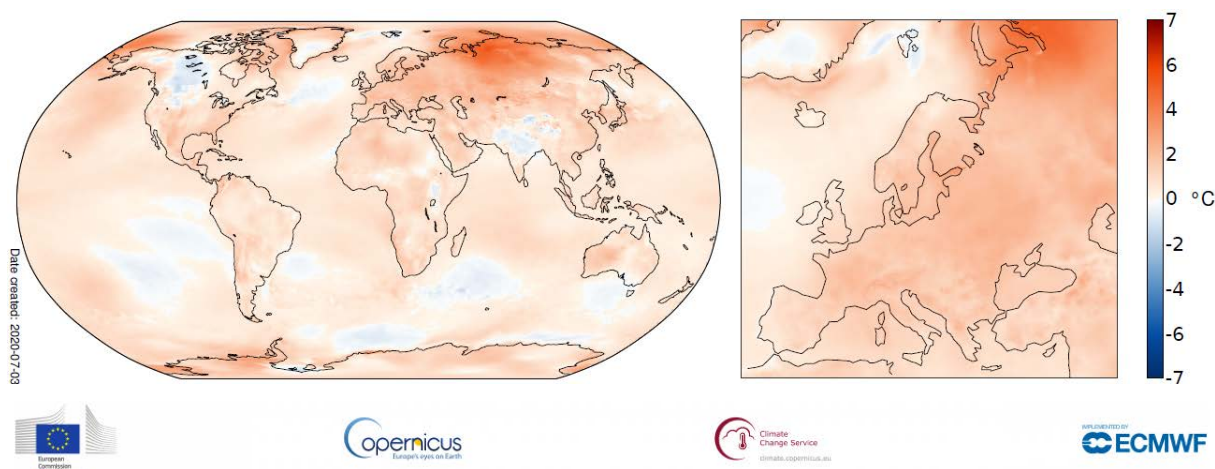 Date created: 2020-07-03
7
6
4
2
0
-2
-4
-6
-7
°C
European
Commission
opernicus
Europe's eyes on Earth
Climate
Change Service
climate.copernicus.eu
IMPLEMENTED BY
ECMWF